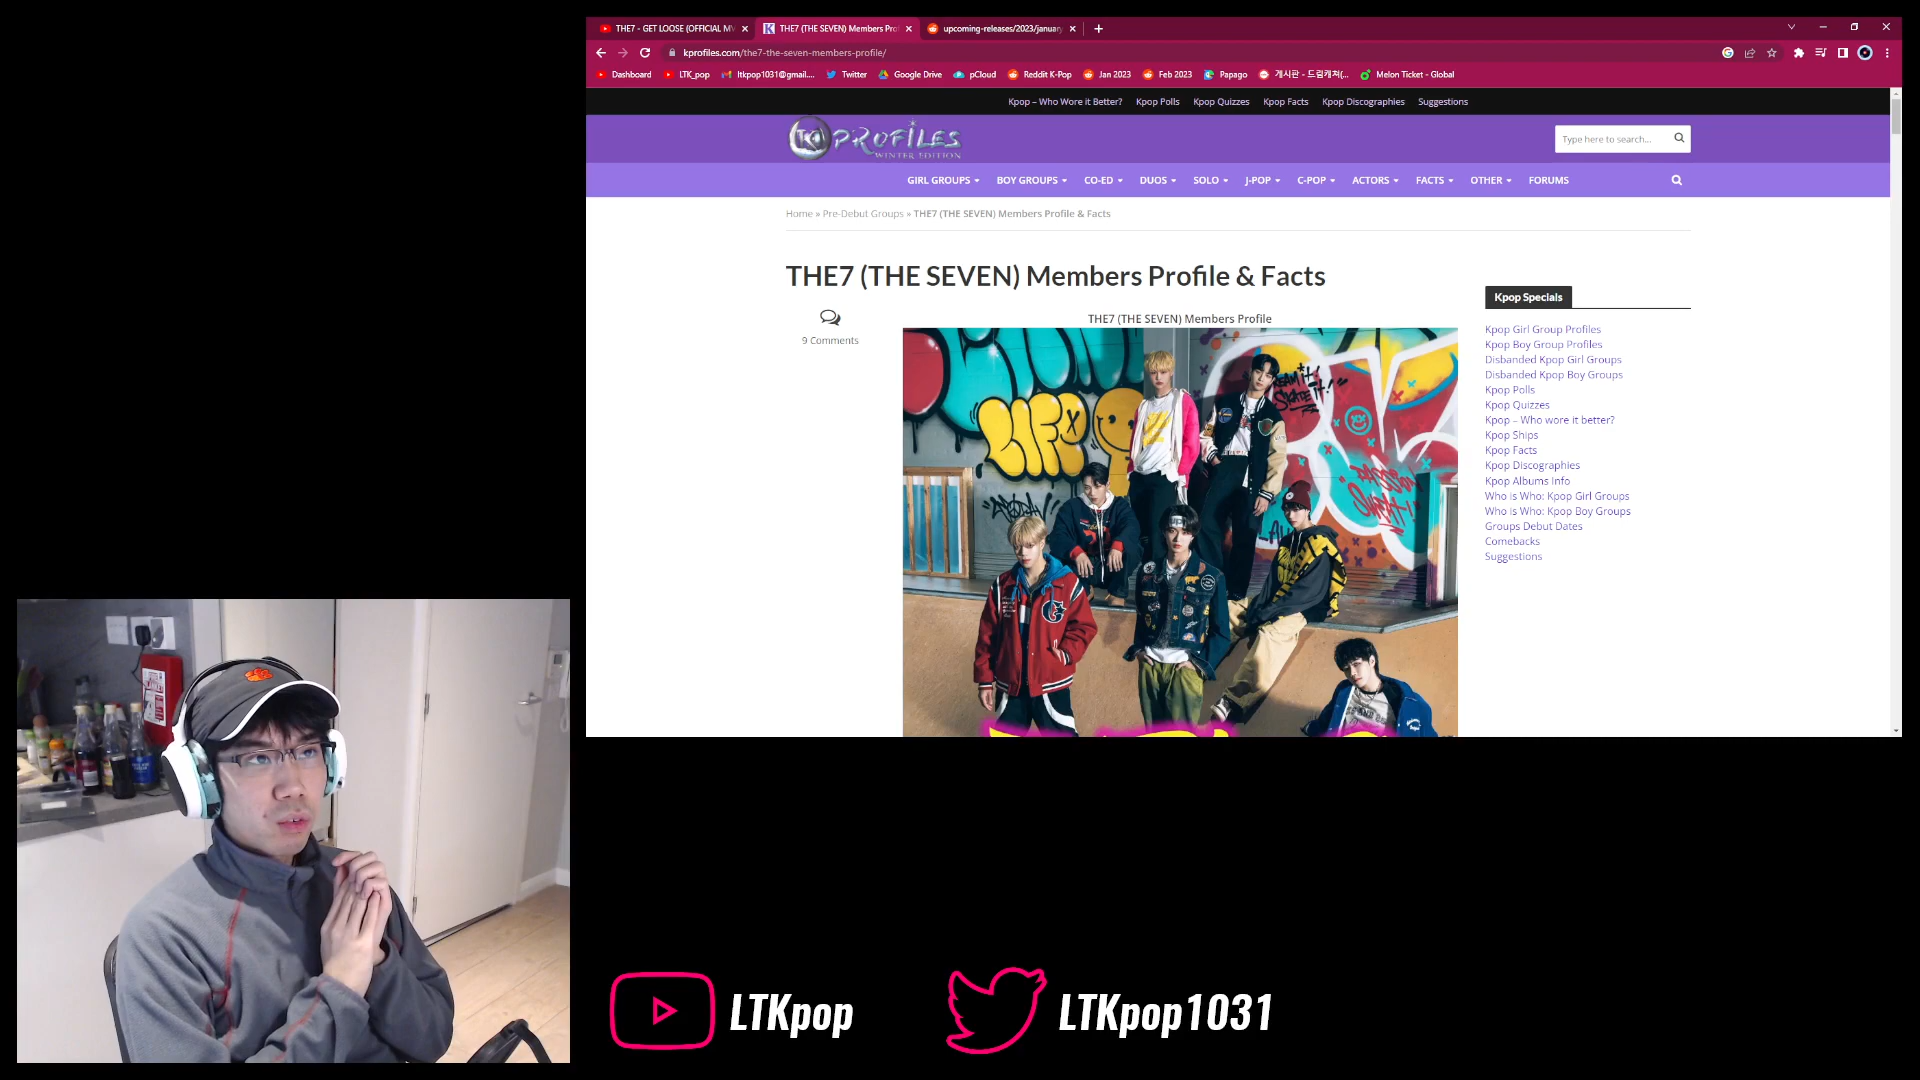 THE7 - GET LOOSE (OFFICIAL MV
THE7 (THE SEVEN) Members Pro
upcoming-releases/2023/january
kprofiles.com/the7-the-seven-members-profile/
Dashboard
LTK_pop
ltkpop1031@gmail....
Twitter
Google Drive
pCloud
Reddit K-Pop
Jan 2023
Feb 2023
Papago
게시판 - 드림캐쳐(...
Melon Ticket - Global
Kpop – Who Wore it Better?
Kpop Polls
Kpop Quizzes
Kpop Facts
Kpop Discographies
Suggestions
K PROFILES
WINTER EDITION
Type here to search...
GIRL GROUPS
BOY GROUPS
CO-ED
DUOS
SOLO
J-POP
C-POP
ACTORS
FACTS
OTHER
FORUMS
Home » Pre-Debut Groups » THE7 (THE SEVEN) Members Profile & Facts
THE7 (THE SEVEN) Members Profile & Facts
9 Comments
THE7 (THE SEVEN) Members Profile
LIFE
Kpop Specials
Kpop Girl Group Profiles
Kpop Boy Group Profiles
Disbanded Kpop Girl Groups
Disbanded Kpop Boy Groups
Kpop Polls
Kpop Quizzes
Kpop – Who wore it better?
Kpop Ships
Kpop Facts
Kpop Discographies
Kpop Albums Info
Who is Who: Kpop Girl Groups
Who is Who: Kpop Boy Groups
Groups Debut Dates
Comebacks
Suggestions
LTKpop
LTKpop1031